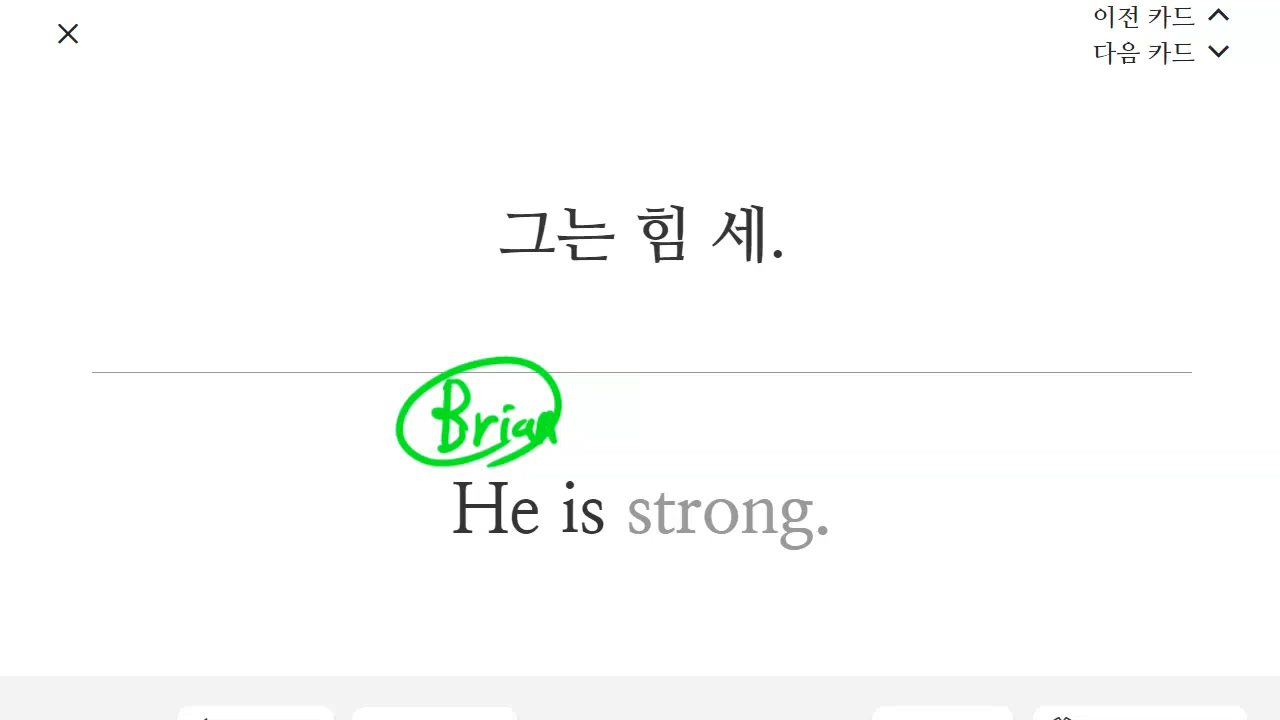 이전 카드
다음 카드
그는 힘 세.
Brian
He is strong.